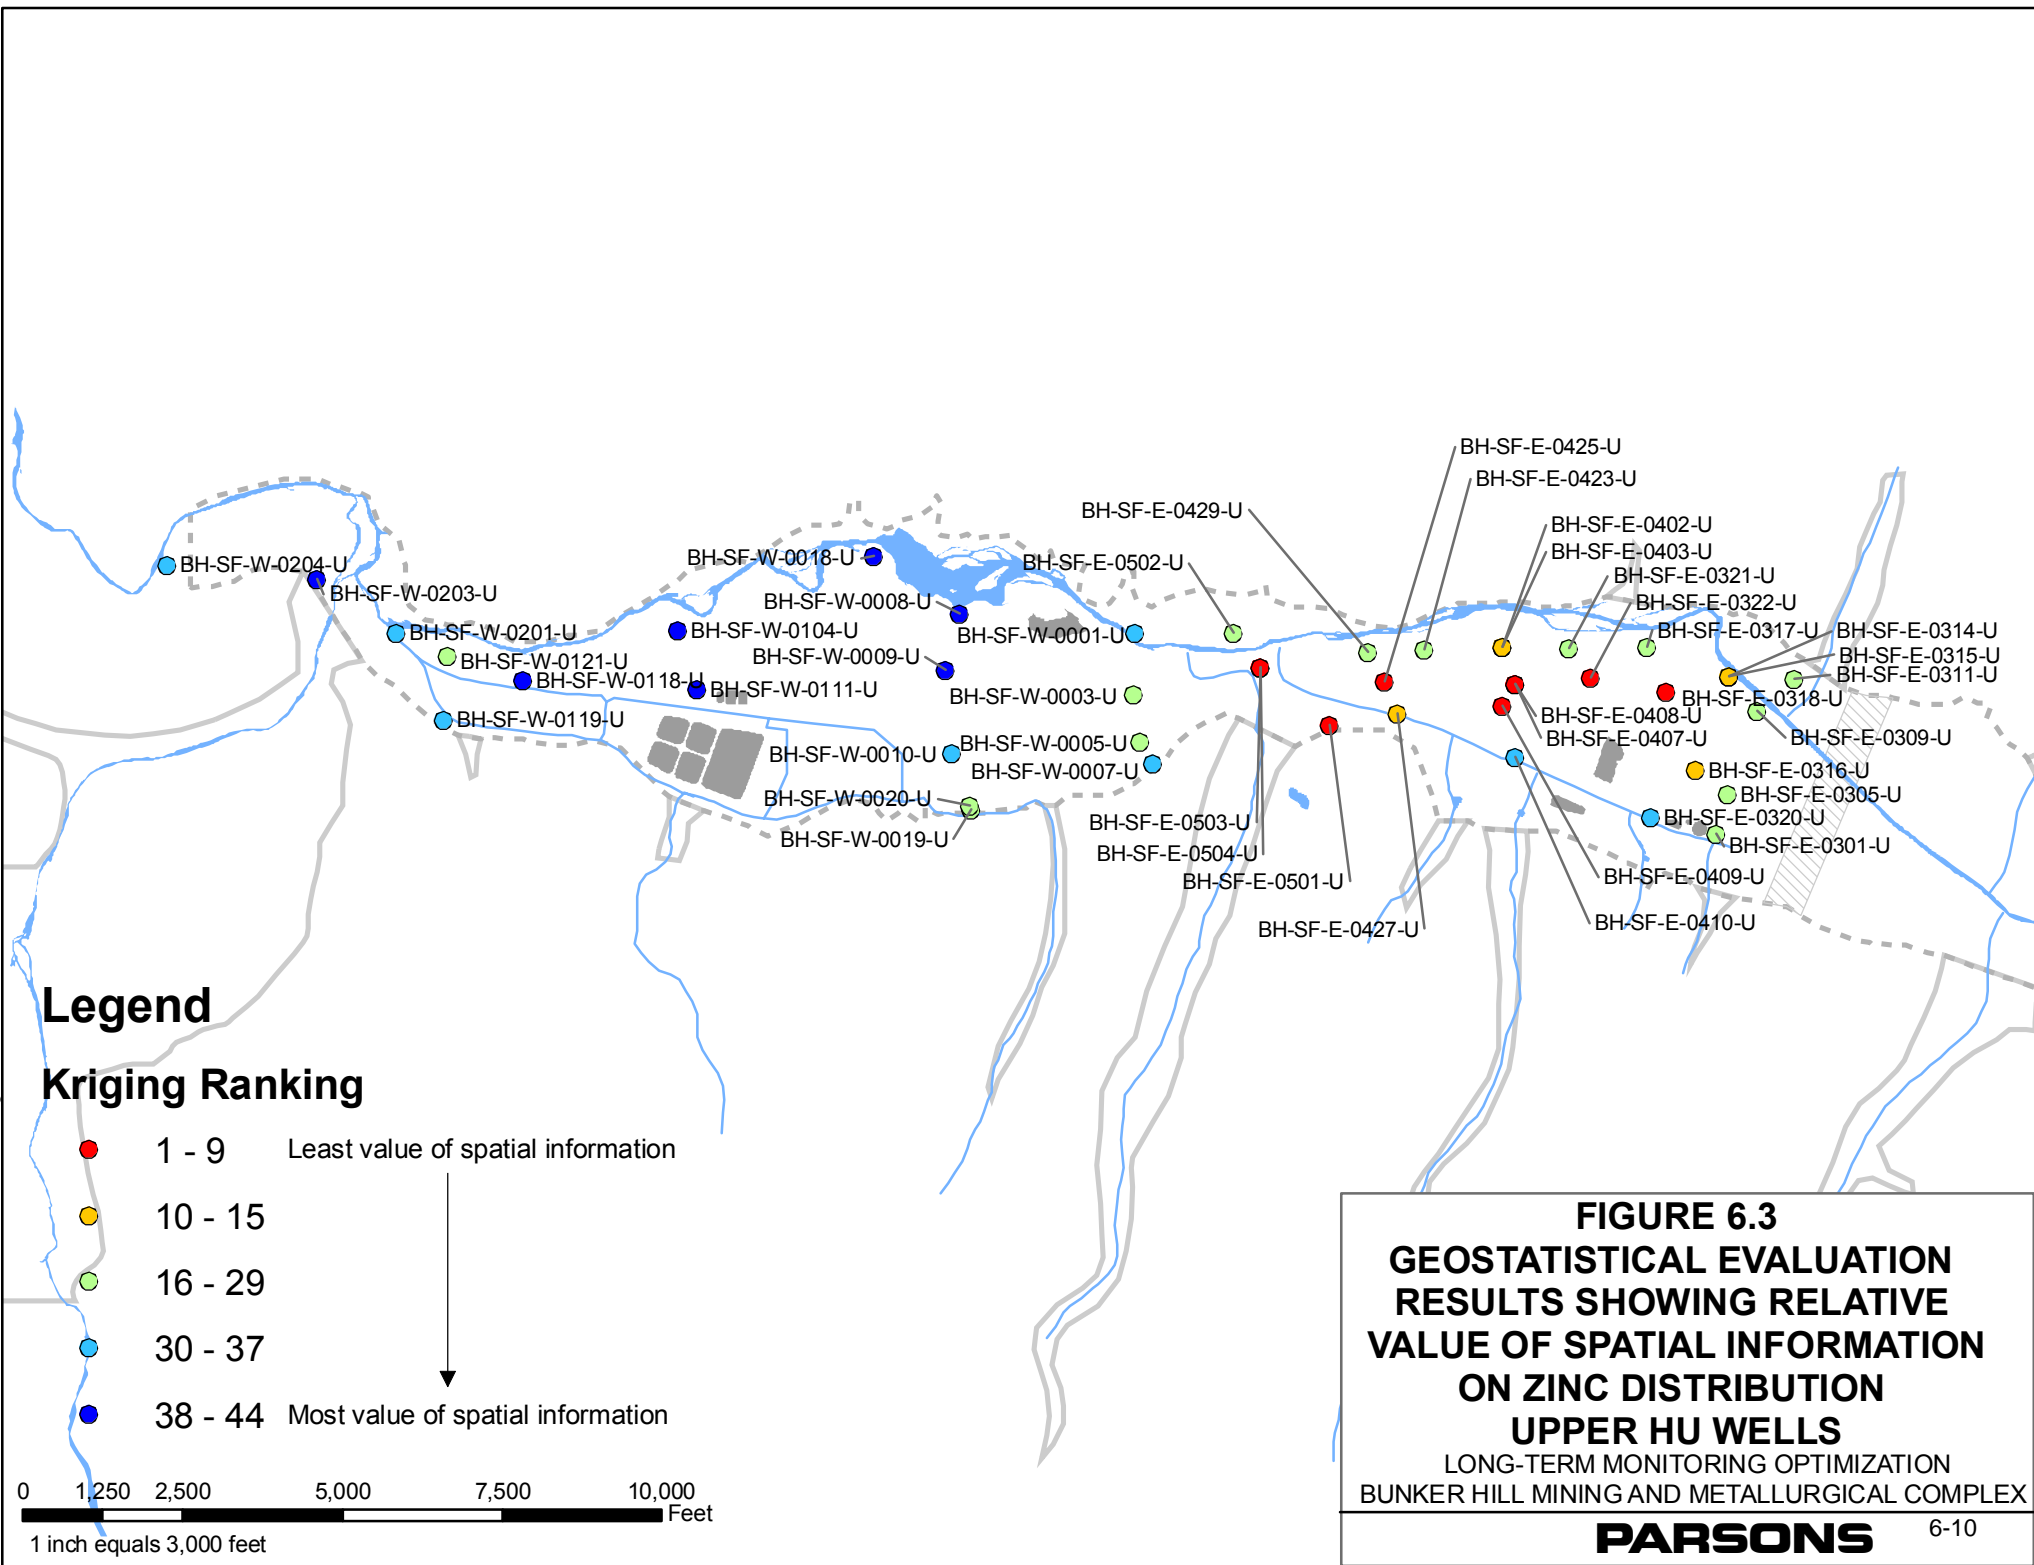 BH-SF-E-0425-U
BH-SF-E-0423-U
BH-SF-E-0429-U
BH-SF-E-0402-U
BH-SF-E-0403-U
BH-SF-W-0018-U
BH-SF-E-0502-U
BH-SF-W-0204-U
BH-SF-E-0321-U
BH-SF-W-0203-U
BH-SF-W-0008-U
BH-SF-E-0322-U
BH-SF-W-0201-U
BH-SF-W-0104-U
BH-SF-W-0001-U
BH-SF-E-0317-U
BH-SF-E-0314-U
BH-SF-W-0121-U
BH-SF-W-0009-U
BH-SF-E-0315-U
BH-SF-W-0118-U
BH-SF-W-0111-U
BH-SF-W-0003-U
BH-SF-E-0311-U
BH-SF-E-0318-U
BH-SF-W-0119-U
BH-SF-E-0408-U
BH-SF-E-0407-U
BH-SF-E-0309-U
BH-SF-W-0010-U
BH-SF-W-0005-U
BH-SF-W-0007-U
BH-SF-E-0316-U
BH-SF-W-0020-U
BH-SF-E-0305-U
BH-SF-W-0019-U
BH-SF-E-0503-U
BH-SF-E-0320-U
BH-SF-E-0504-U
BH-SF-E-0301-U
BH-SF-E-0501-U
BH-SF-E-0409-U
BH-SF-E-0427-U
BH-SF-E-0410-U
Legend
Kriging Ranking
1 - 9 Least value of spatial information
10 - 15
16 - 29
30 - 37
38 - 44 Most value of spatial information
0 1,250 2,500 5,000 7,500 10,000
Feet
1 inch equals 3,000 feet
FIGURE 6.3
GEOSTATISTICAL EVALUATION
RESULTS SHOWING RELATIVE
VALUE OF SPATIAL INFORMATION
ON ZINC DISTRIBUTION
UPPER HU WELLS
LONG-TERM MONITORING OPTIMIZATION
BUNKER HILL MINING AND METALLURGICAL COMPLEX
PARSONS 6-10